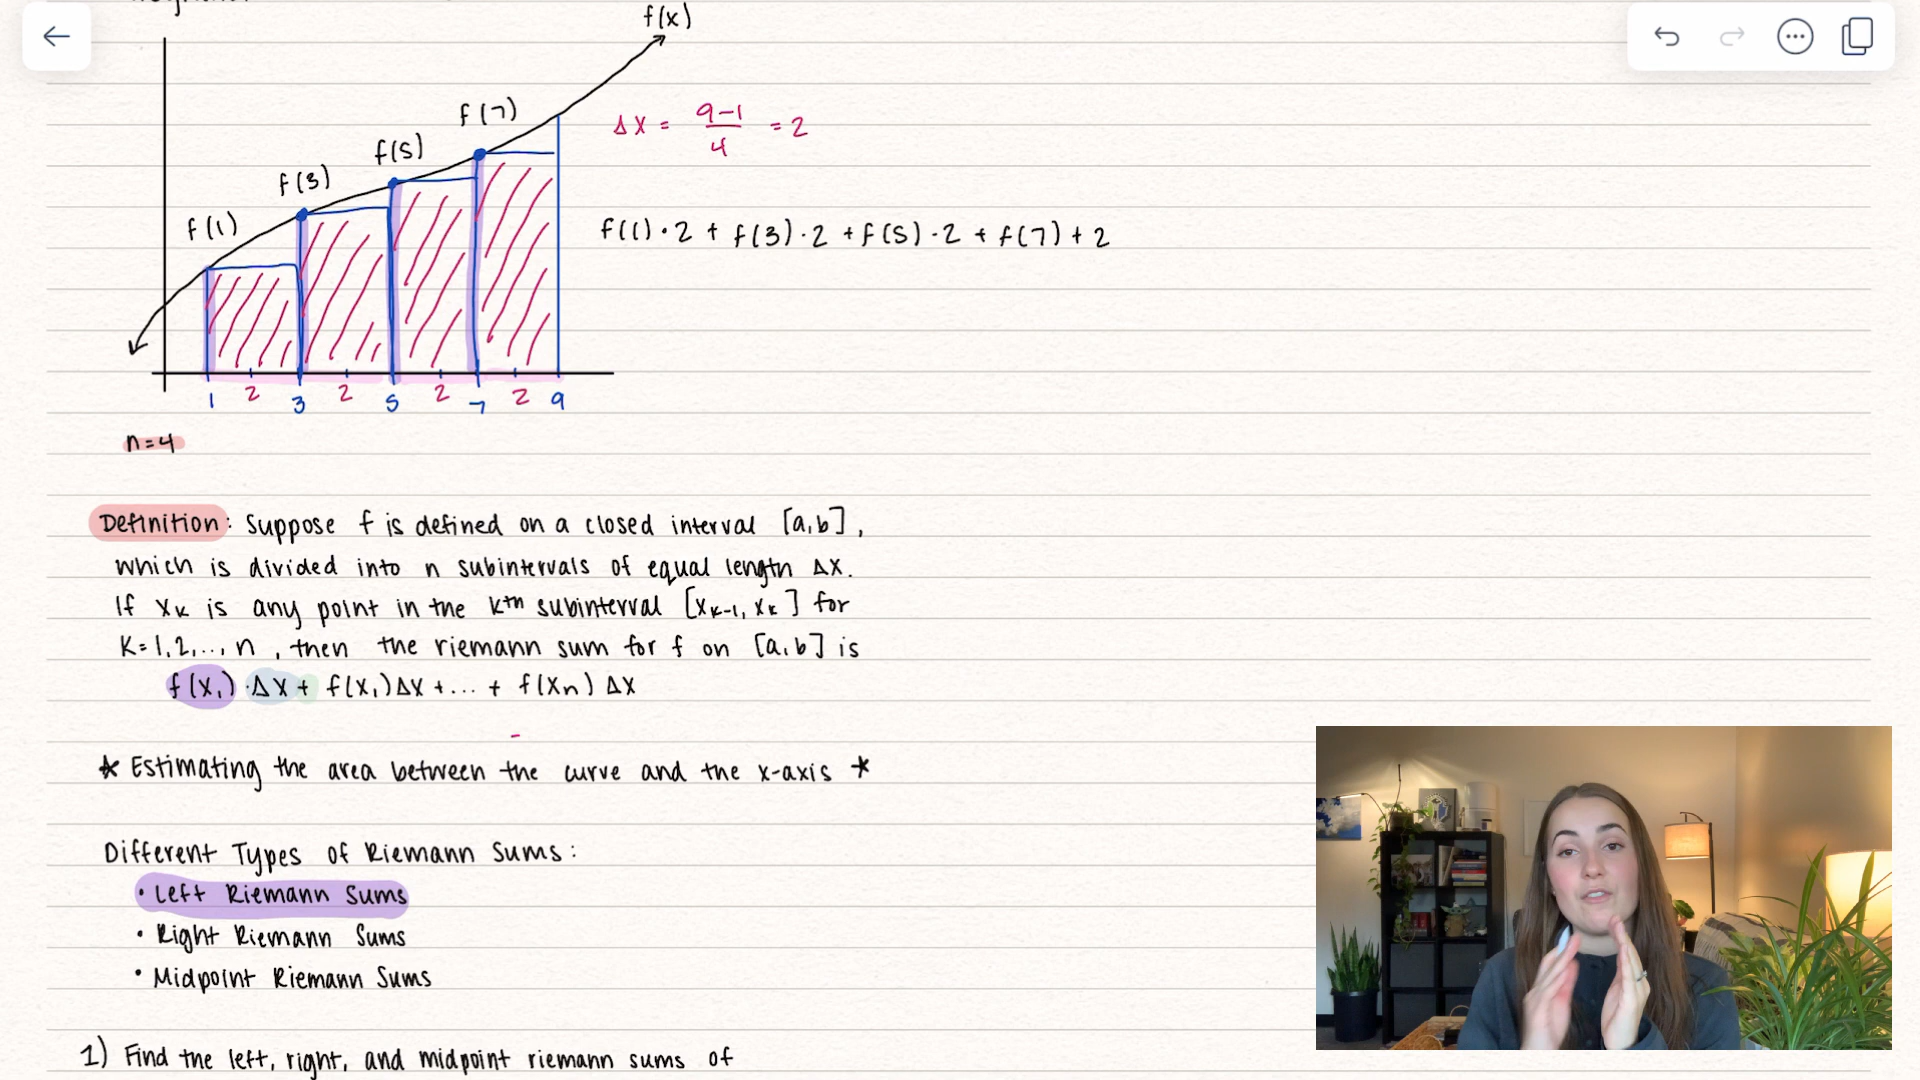 f(x)
f(7)
f(5)
f(3)
f(1)
Δx = 9-1/4 = 2
f(1)·2 + f(3)·2 + f(5)·2 + f(7)+2
1 2 3 2 5 2 7 2 9
n=4
Definition: Suppose f is defined on a closed interval [a,b],
which is divided into n subintervals of equal length Δx.
If xₖ is any point in the kᵗʰ subinterval [xₖ₋₁, xₖ] for
K=1,2,..., n , then the riemann sum for f on [a,b] is
f(x₁)·Δx + f(x₁)Δx + ... + f(xn) Δx
* Estimating the area between the curve and the x-axis *
Different Types of Riemann Sums:
• Left Riemann Sums
• Right Riemann Sums
• Midpoint Riemann Sums
1) Find the left, right, and midpoint riemann sums of